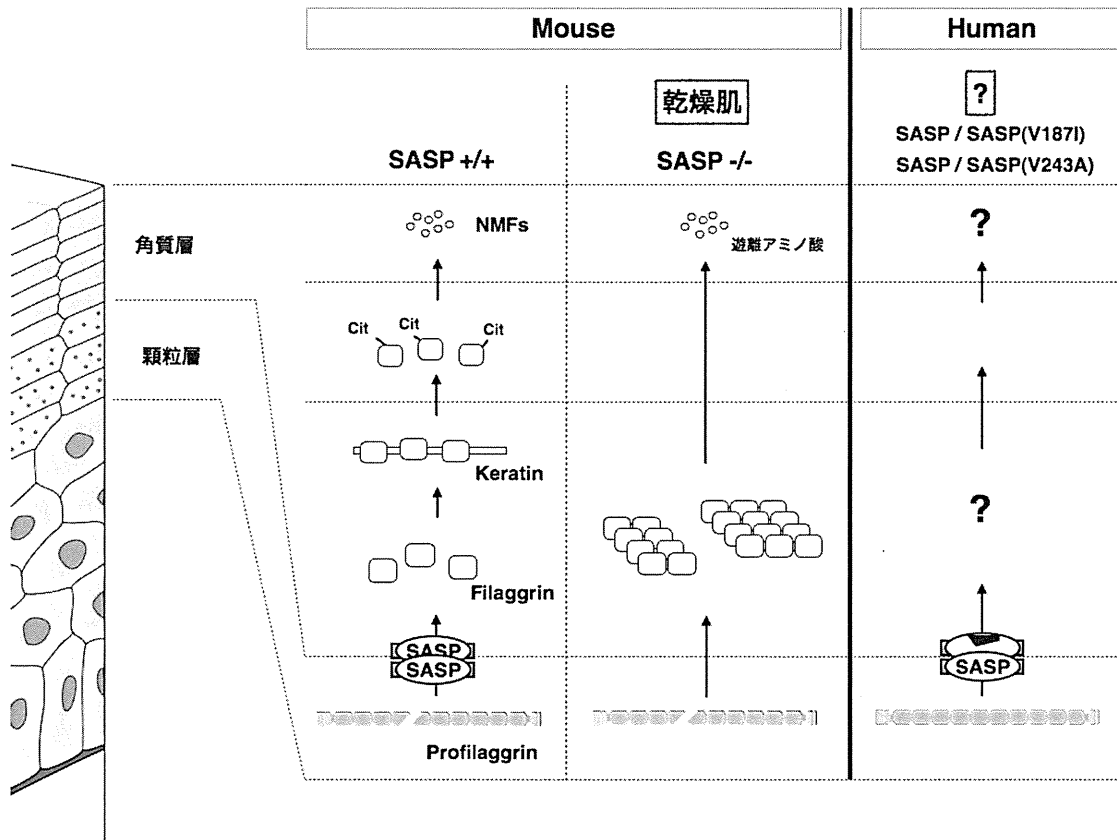 Mouse
Human
乾燥肌
?
SASP +/+
SASP -/-
SASP / SASP(V187I)
SASP / SASP(V243A)
角質層
NMFs
遊離アミノ酸
?
顆粒層
Cit
Cit
Cit
Keratin
?
Filaggrin
SASP
SASP
SASP
Profilaggrin